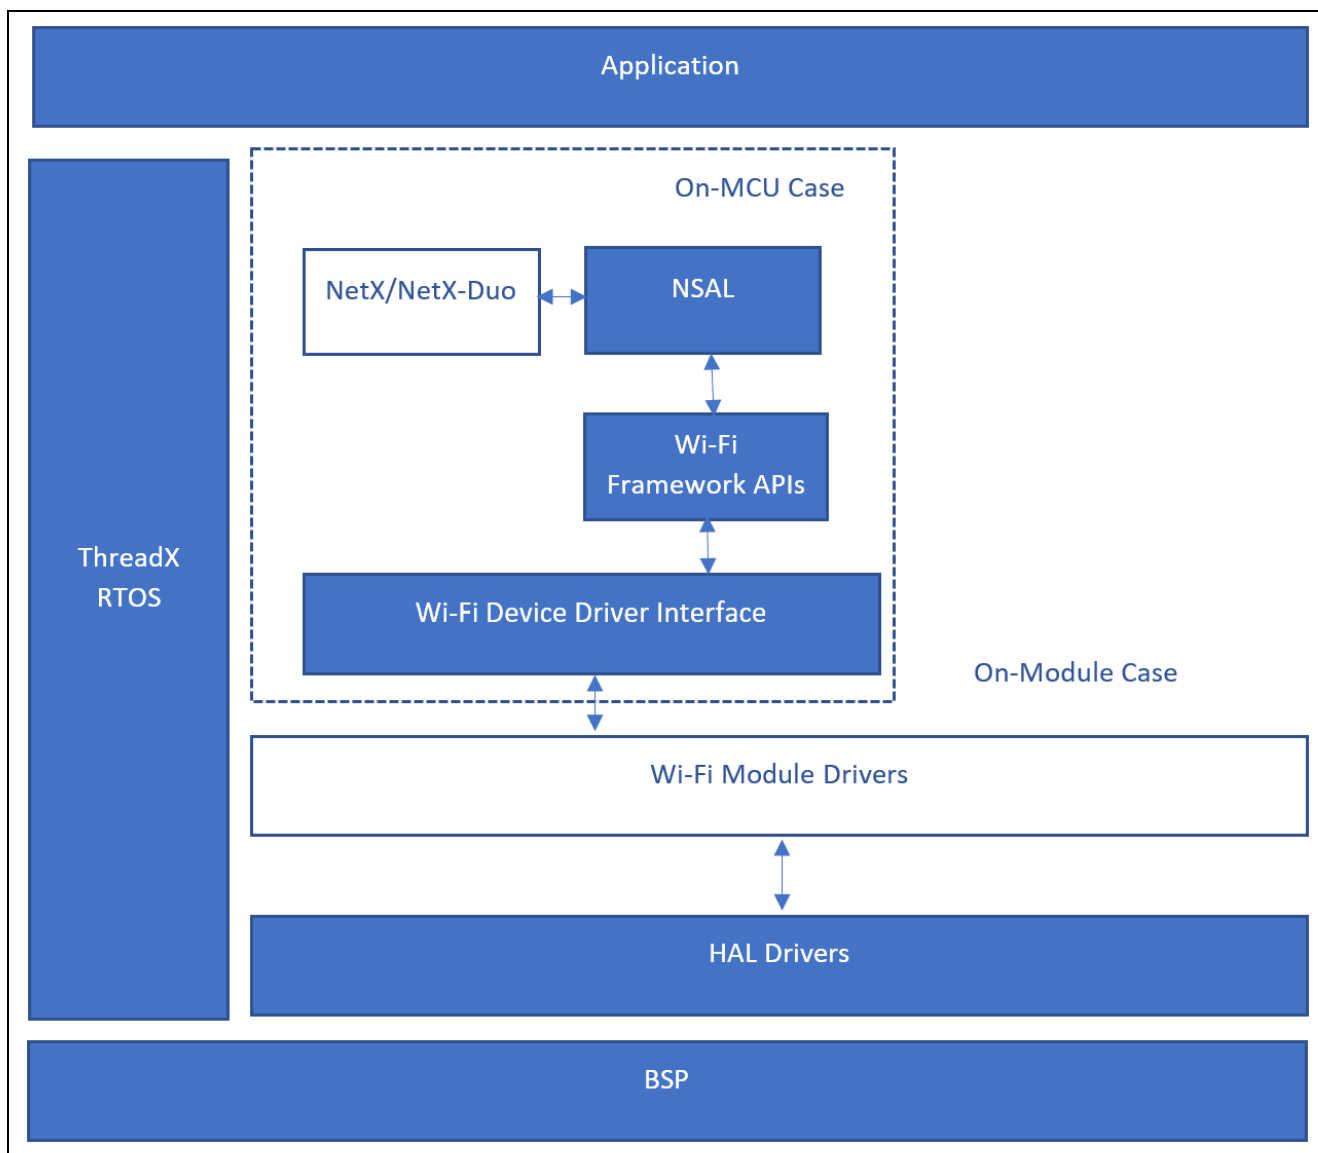 Application
On-MCU Case
NetX/NetX-Duo
NSAL
Wi-Fi
Framework APIs
ThreadX
RTOS
Wi-Fi Device Driver Interface
On-Module Case
Wi-Fi Module Drivers
HAL Drivers
BSP